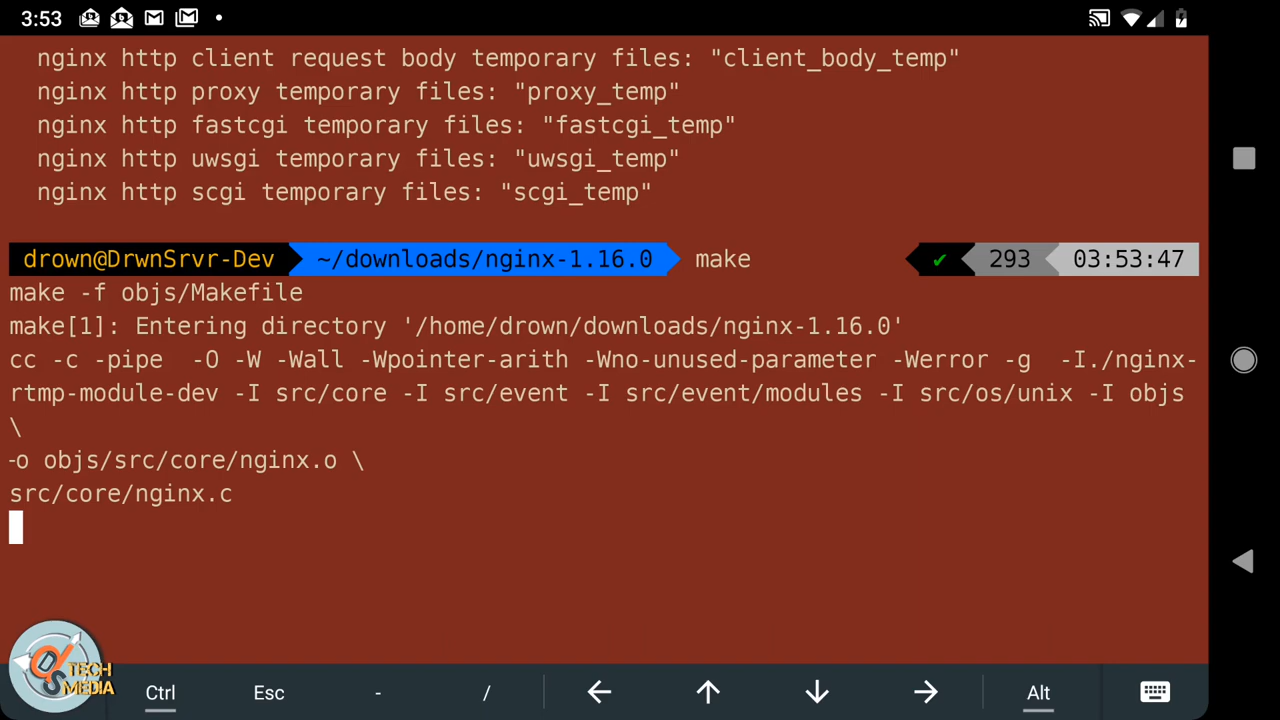 3:53
nginx http client request body temporary files: "client_body_temp"
nginx http proxy temporary files: "proxy_temp"
nginx http fastcgi temporary files: "fastcgi_temp"
nginx http uwsgi temporary files: "uwsgi_temp"
nginx http scgi temporary files: "scgi_temp"
drown@DrwnSrvr-Dev ~/downloads/nginx-1.16.0 make ✔ 293 03:53:47
make -f objs/Makefile
make[1]: Entering directory '/home/drown/downloads/nginx-1.16.0'
cc -c -pipe  -O -W -Wall -Wpointer-arith -Wno-unused-parameter -Werror -g  -I./nginx-
rtmp-module-dev -I src/core -I src/event -I src/event/modules -I src/os/unix -I objs
\
-o objs/src/core/nginx.o \
src/core/nginx.c
TECH
MEDIA
Ctrl Esc - / ← ↑ ↓ → Alt